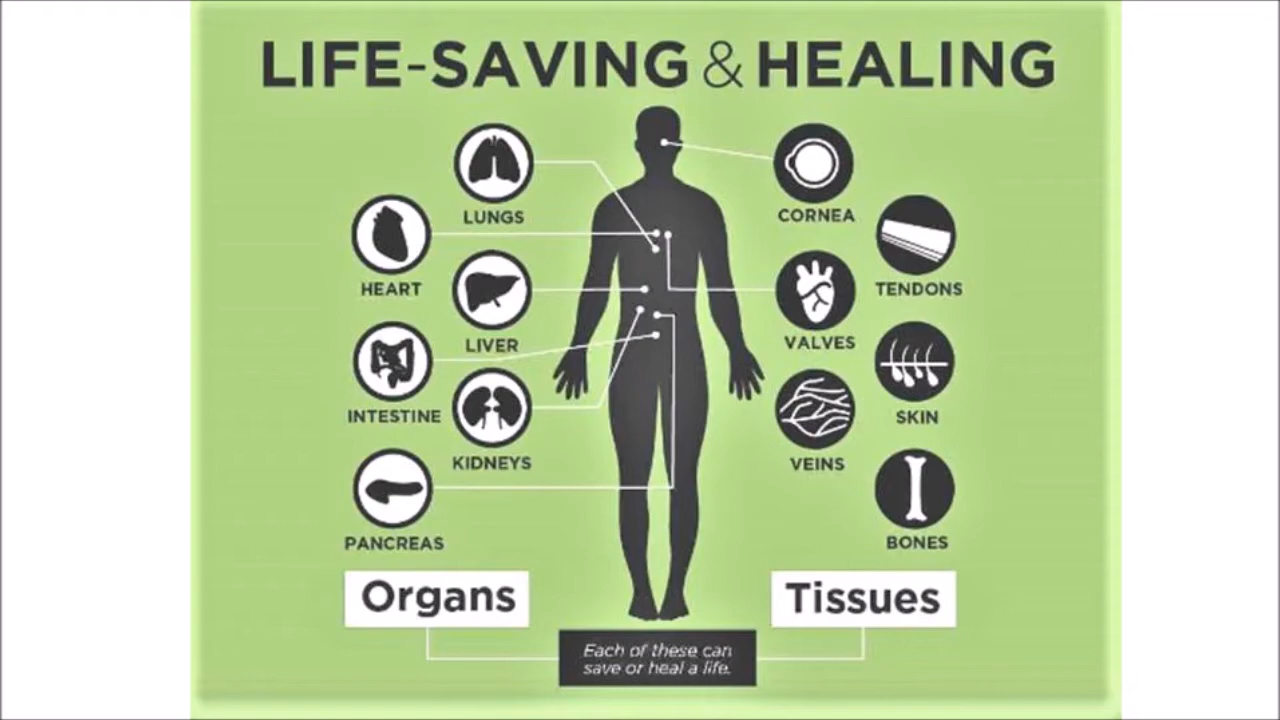 LIFE-SAVING & HEALING
LUNGS
HEART
LIVER
INTESTINE
KIDNEYS
PANCREAS
Organs
CORNEA
TENDONS
VALVES
SKIN
VEINS
BONES
Tissues
Each of these can
save or heal a life.